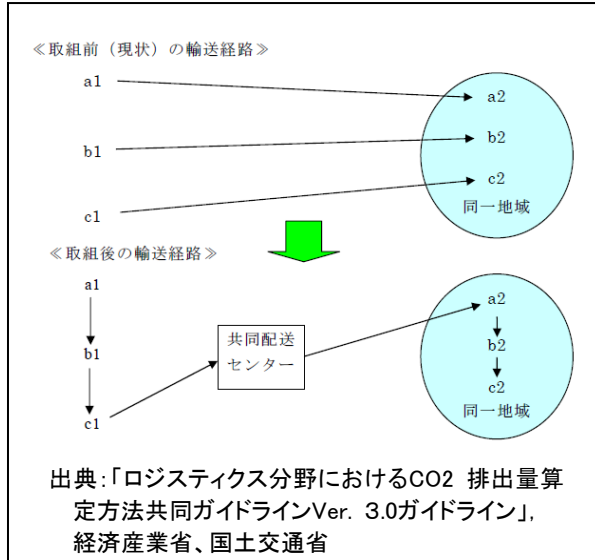 ≪取組前（現状）の輸送経路≫
a1
a2
b1
b2
c2
c1
同一地域
≪取組後の輸送経路≫
a1
a2
共同配送
センター
b1
b2
c2
c1
同一地域
出典:「ロジスティクス分野におけるCO2 排出量算
定方法共同ガイドラインVer. 3.0ガイドライン」,
経済産業省、国土交通省